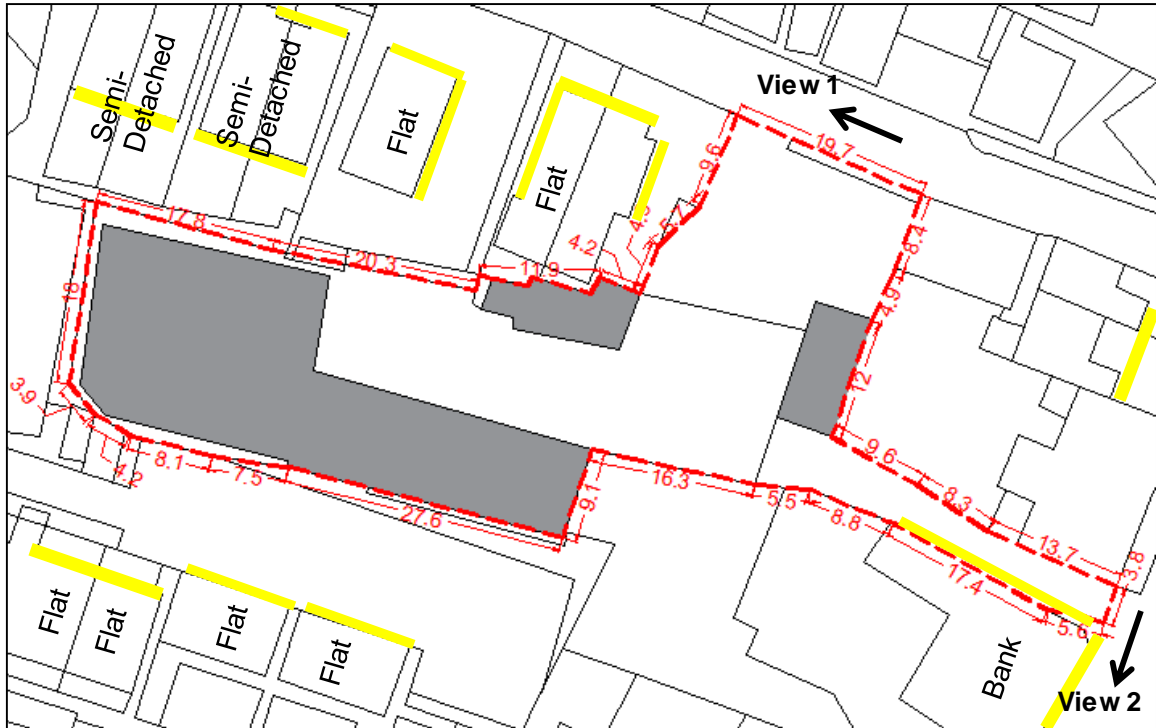 Semi-
Detached
Semi-
Detached
Flat
Flat
View 1
19.7
9.6
5.7
4.2
11.9
17.8
20.3
18
8.4
4.9
12
3.9
4.2
8.1
7.5
27.6
9.1
16.3
5.5
8.8
9.6
8.3
13.7
3.8
17.4
5.6
Flat
Flat
Flat
Flat
Bank
View 2